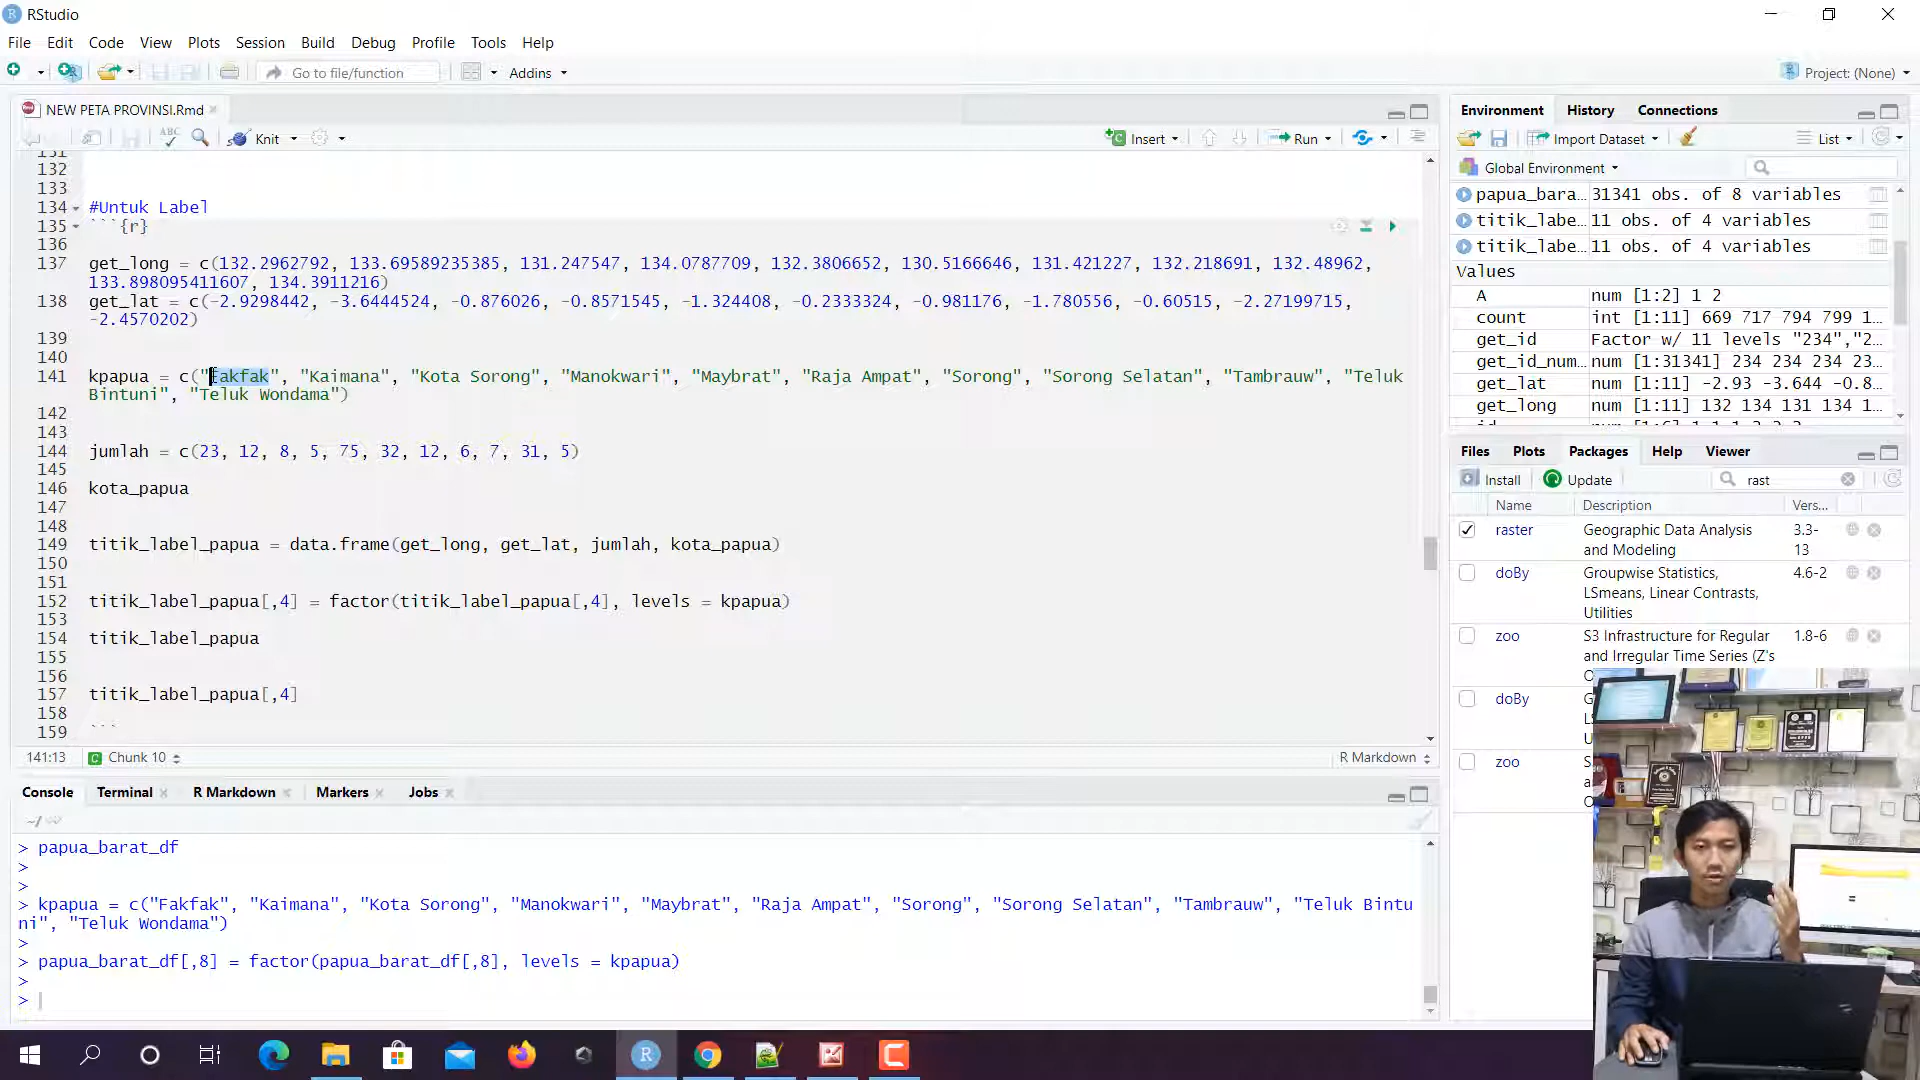 RStudio
File Edit Code View Plots Session Build Debug Profile Tools Help
Go to file/function Addins Project: (None)
NEW PETA PROVINSI.Rmd
ABC Knit Insert Run
131
132
133
134 #Untuk Label
135 ```{r}
136
137 get_long = c(132.2962792, 133.69589235385, 131.247547, 134.0787709, 132.3806652, 130.5166646, 131.421227, 132.218691, 132.48962,
133.898095411607, 134.3911216)
138 get_lat = c(-2.9298442, -3.6444524, -0.876026, -0.8571545, -1.324408, -0.2333324, -0.981176, -1.780556, -0.60515, -2.27199715,
-2.4570202)
139
140
141 kpapua = c("Fakfak", "Kaimana", "Kota Sorong", "Manokwari", "Maybrat", "Raja Ampat", "Sorong", "Sorong Selatan", "Tambrauw", "Teluk
Bintuni", "Teluk Wondama")
142
143
144 jumlah = c(23, 12, 8, 5, 75, 32, 12, 6, 7, 31, 5)
145
146 kota_papua
147
148
149 titik_label_papua = data.frame(get_long, get_lat, jumlah, kota_papua)
150
151
152 titik_label_papua[,4] = factor(titik_label_papua[,4], levels = kpapua)
153
154 titik_label_papua
155
156
157 titik_label_papua[,4]
158
159 ```
141:13 Chunk 10 R Markdown
Console Terminal R Markdown Markers Jobs
~/
> papua_barat_df
>
>
> kpapua = c("Fakfak", "Kaimana", "Kota Sorong", "Manokwari", "Maybrat", "Raja Ampat", "Sorong", "Sorong Selatan", "Tambrauw", "Teluk Bintu
ni", "Teluk Wondama")
>
> papua_barat_df[,8] = factor(papua_barat_df[,8], levels = kpapua)
>
>
Environment History Connections
Import Dataset List
Global Environment
papua_bara... 31341 obs. of 8 variables
titik_labe... 11 obs. of 4 variables
titik_labe... 11 obs. of 4 variables
Values
A num [1:2] 1 2
count int [1:11] 669 717 794 799 1...
get_id Factor w/ 11 levels "234","2...
get_id_num num [1:31341] 234 234 234 23...
get_lat num [1:11] -2.93 -3.644 -0.8...
get_long num [1:11] 132 134 131 134 1...
Files Plots Packages Help Viewer
Install Update rast
Name Description Vers...
raster Geographic Data Analysis and Modeling 3.3-13
doBy Groupwise Statistics, LSmeans, Linear Contrasts, Utilities 4.6-2
zoo S3 Infrastructure for Regular and Irregular Time Series (Z's 1.8-6
doBy
zoo